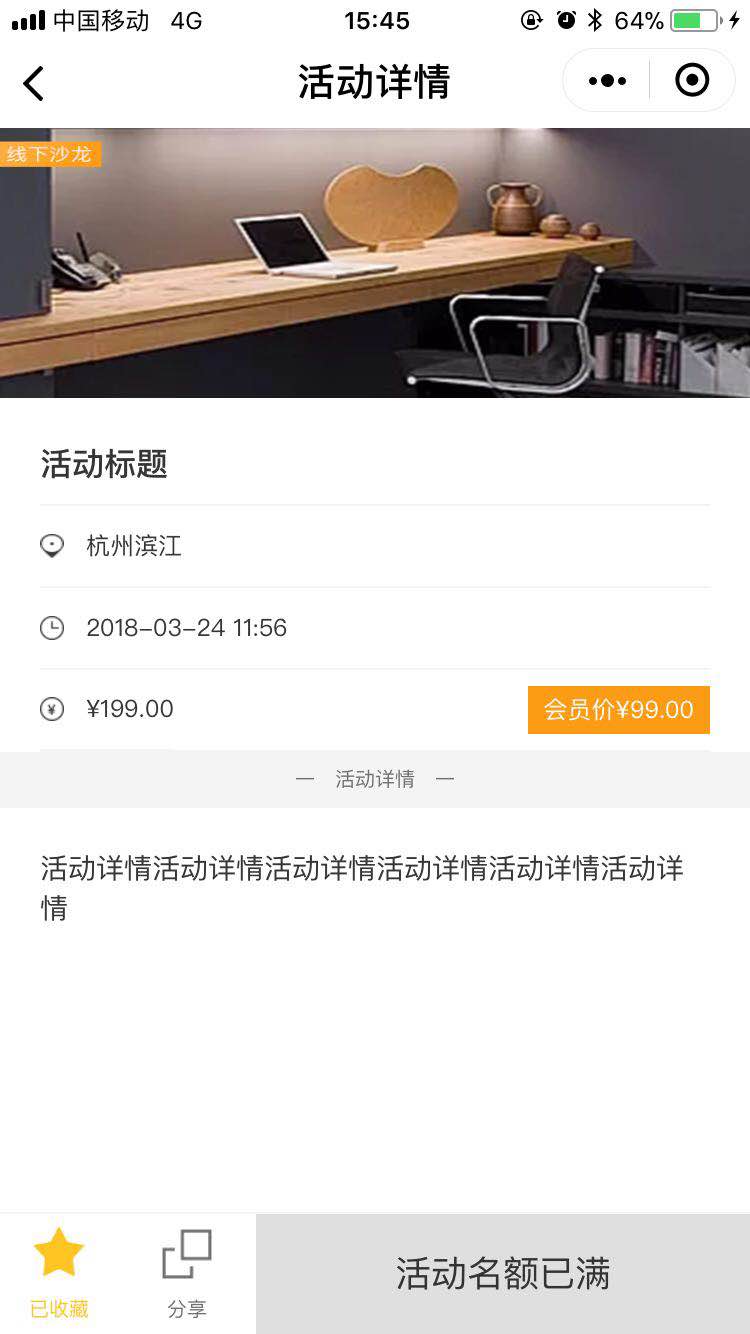 中国移动 4G 15:45 64%
活动详情
线下沙龙
活动标题
杭州滨江
2018-03-24 11:56
¥199.00 会员价¥99.00
— 活动详情 —
活动详情活动详情活动详情活动详情活动详情活动详
情
已收藏 分享 活动名额已满